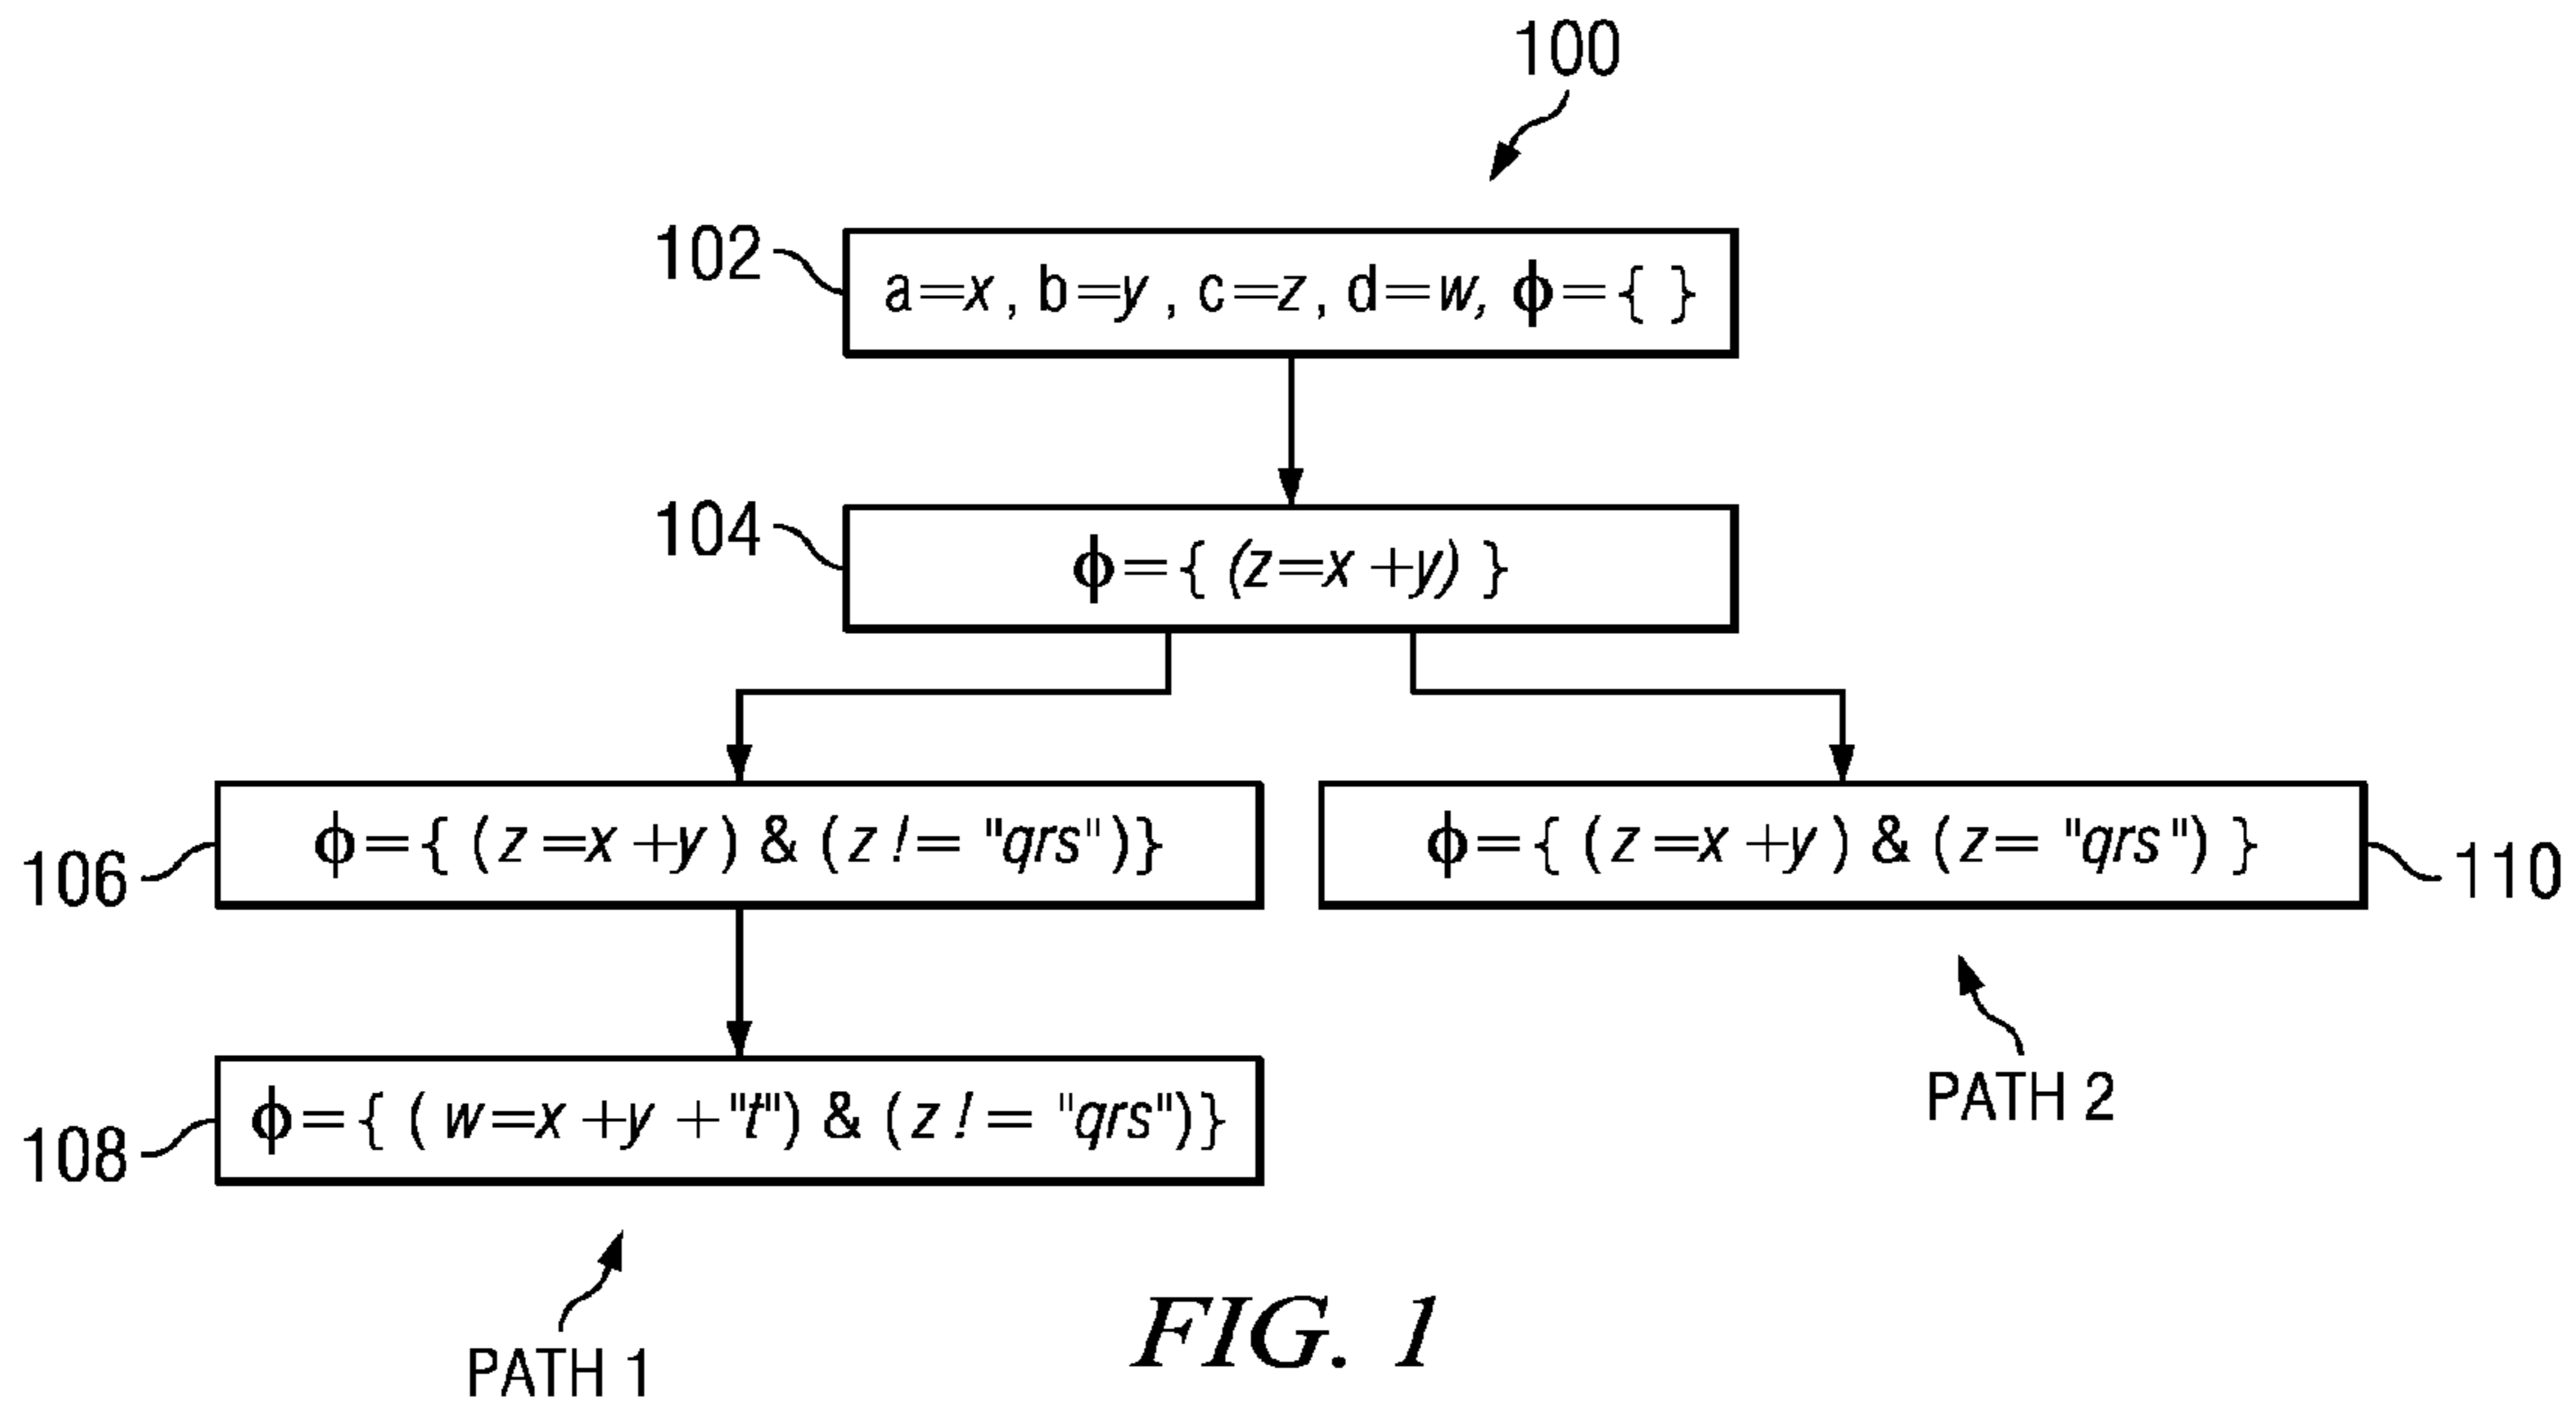 100
102
a=x, b=y, c=z, d=w, ϕ={ }
104
ϕ={ (z=x+y) }
106
ϕ={ (z=x+y) & (z != "qrs")}
ϕ={ (z=x+y) & (z= "qrs") }
110
108
ϕ={ ( w=x+y+"t") & (z != "qrs")}
PATH 2
PATH 1
FIG. 1